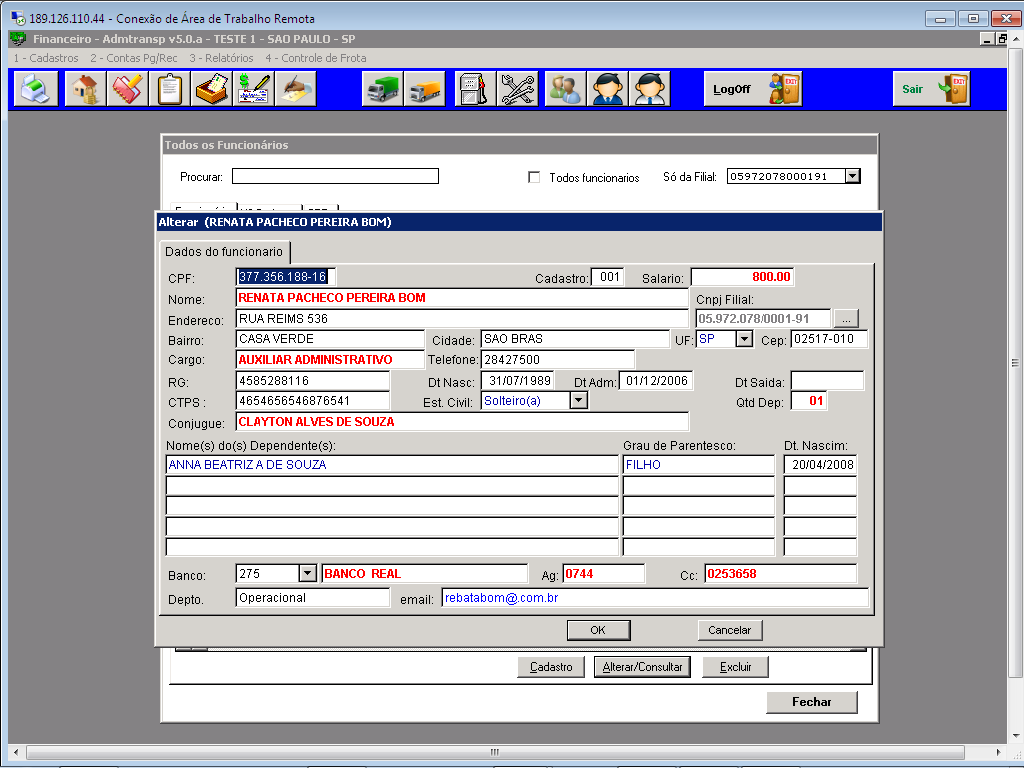 189.126.110.44 - Conexão de Área de Trabalho Remota
Financeiro - Admtransp v5.0.a - TESTE 1 - SAO PAULO - SP
1 - Cadastros 2 - Contas Pg/Rec 3 - Relatórios 4 - Controle de Frota
LogOff EXIT Sair EXIT
Todos os Funcionários
Procurar: Todos funcionarios Só da Filial: 05972078000191
Alterar (RENATA PACHECO PEREIRA BOM)
Dados do funcionario
CPF: 377.356.188-16 Cadastro: 001 Salario: 800.00
Nome: RENATA PACHECO PEREIRA BOM Cnpj Filial:
Endereco: RUA REIMS 536 05.972.078/0001-91 ...
Bairro: CASA VERDE Cidade: SAO BRAS UF: SP Cep: 02517-010
Cargo: AUXILIAR ADMINISTRATIVO Telefone: 28427500
RG: 4585288116 Dt Nasc: 31/07/1989 Dt Adm: 01/12/2006 Dt Saida:
CTPS : 4654656546876541 Est. Civil: Solteiro(a) Qtd Dep: 01
Conjugue: CLAYTON ALVES DE SOUZA
Nome(s) do(s) Dependente(s): Grau de Parentesco: Dt. Nascim:
ANNA BEATRIZ A DE SOUZA FILHO 20/04/2008
Banco: 275 BANCO REAL Ag: 0744 Cc: 0253658
Depto. Operacional email: rebatabom@.com.br
OK Cancelar
Cadastro Alterar/Consultar Excluir
Fechar